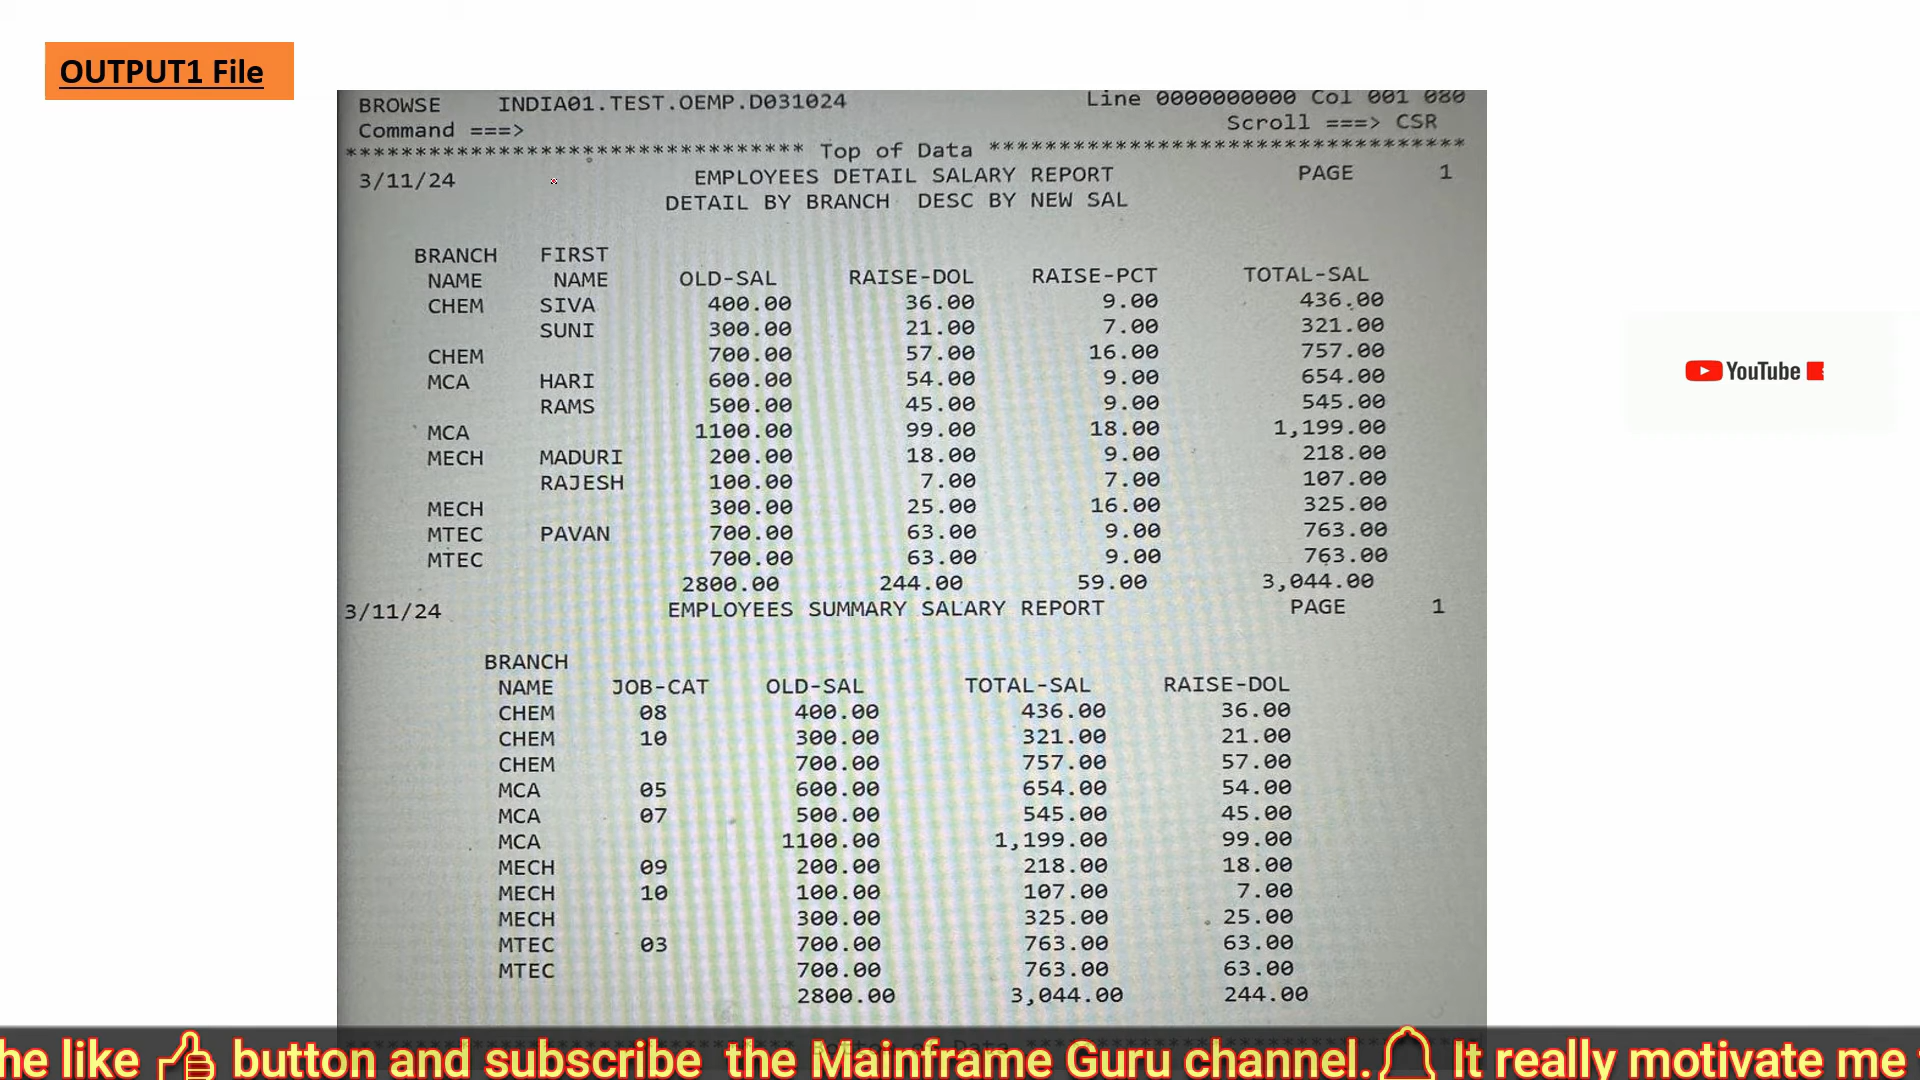 OUTPUT1 File
BROWSE INDIA01.TEST.OEMP.D031024 Line 0000000000 Col 001 080
Command ===> Scroll ===> CSR
********************************* Top of Data **********************************
3/11/24 EMPLOYEES DETAIL SALARY REPORT PAGE 1
DETAIL BY BRANCH DESC BY NEW SAL
BRANCH FIRST
NAME NAME OLD-SAL RAISE-DOL RAISE-PCT TOTAL-SAL
CHEM SIVA 400.00 36.00 9.00 436.00
SUNI 300.00 21.00 7.00 321.00
CHEM 700.00 57.00 16.00 757.00
MCA HARI 600.00 54.00 9.00 654.00
RAMS 500.00 45.00 9.00 545.00
MCA 1100.00 99.00 18.00 1,199.00
MECH MADURI 200.00 18.00 9.00 218.00
RAJESH 100.00 7.00 7.00 107.00
MECH 300.00 25.00 16.00 325.00
MTEC PAVAN 700.00 63.00 9.00 763.00
MTEC 700.00 63.00 9.00 763.00
2800.00 244.00 59.00 3,044.00
3/11/24 EMPLOYEES SUMMARY SALARY REPORT PAGE 1
BRANCH
NAME JOB-CAT OLD-SAL TOTAL-SAL RAISE-DOL
CHEM 08 400.00 436.00 36.00
CHEM 10 300.00 321.00 21.00
CHEM 700.00 757.00 57.00
MCA 05 600.00 654.00 54.00
MCA 07 500.00 545.00 45.00
MCA 1100.00 1,199.00 99.00
MECH 09 200.00 218.00 18.00
MECH 10 100.00 107.00 7.00
MECH 300.00 325.00 25.00
MTEC 03 700.00 763.00 63.00
MTEC 700.00 763.00 63.00
2800.00 3,044.00 244.00
YouTube
he like button and subscribe the Mainframe Guru channel. It really motivate me